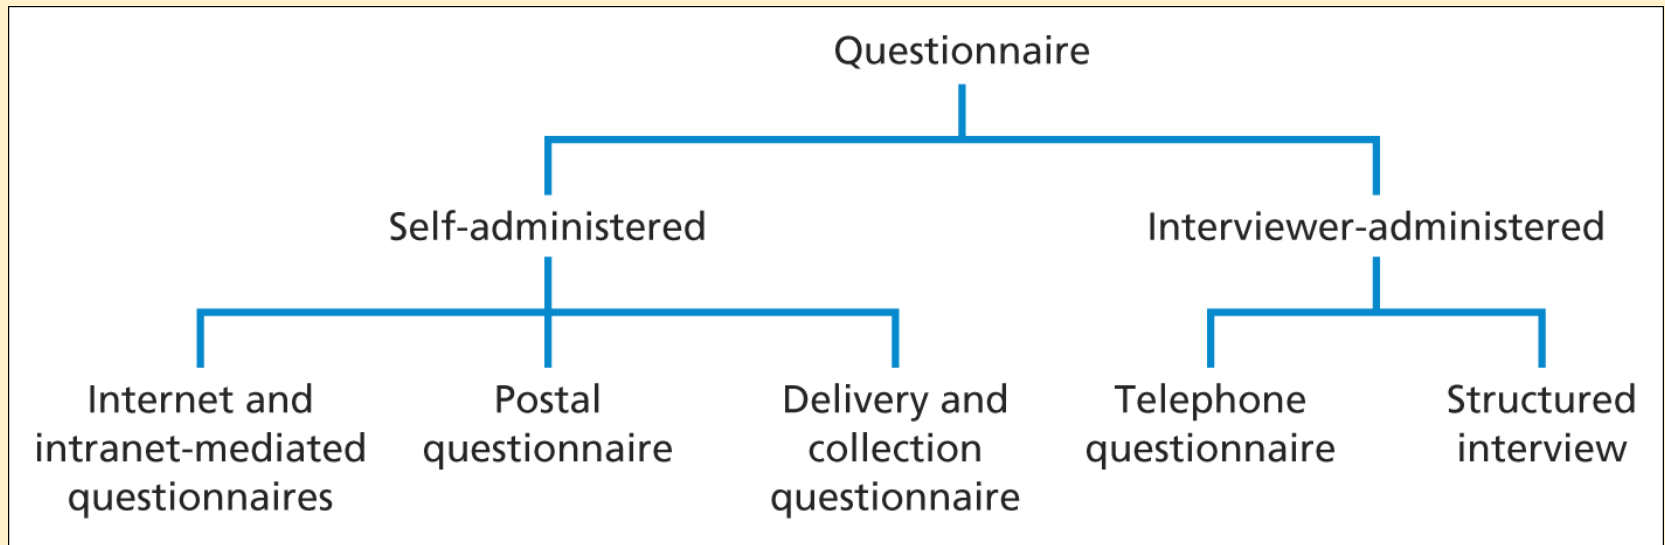 Questionnaire
Self-administered
Interviewer-administered
Internet and
intranet-mediated
questionnaires
Postal
questionnaire
Delivery and
collection
questionnaire
Telephone
questionnaire
Structured
interview